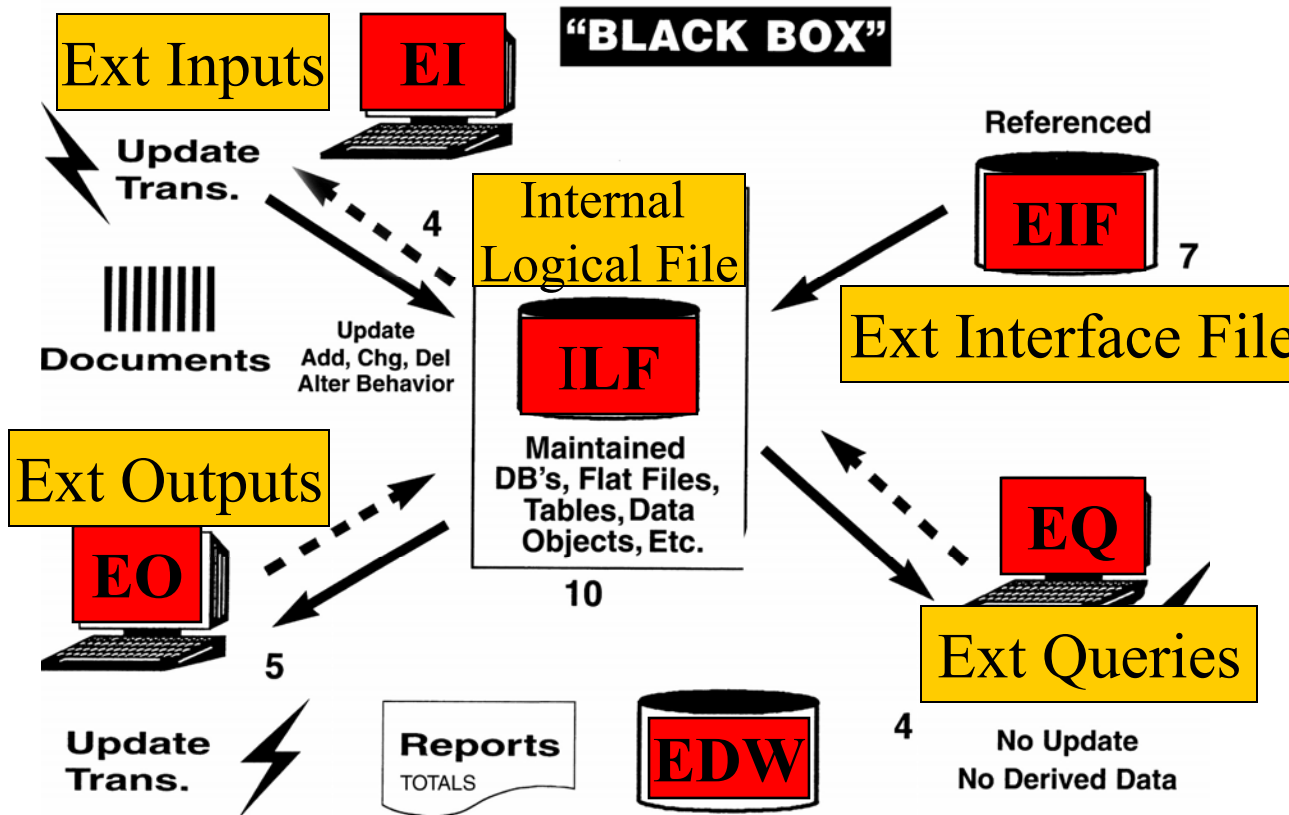 “BLACK BOX”
Ext Inputs
EI
Update
Trans.
4
Documents
Update
Add, Chg, Del
Alter Behavior
Internal
Logical File
ILF
Maintained
DB's, Flat Files,
Tables, Data
Objects, Etc.
10
Referenced
EIF
7
Ext Interface File
Ext Outputs
EO
5
Update
Trans.
Reports
TOTALS
EDW
EQ
Ext Queries
4
No Update
No Derived Data